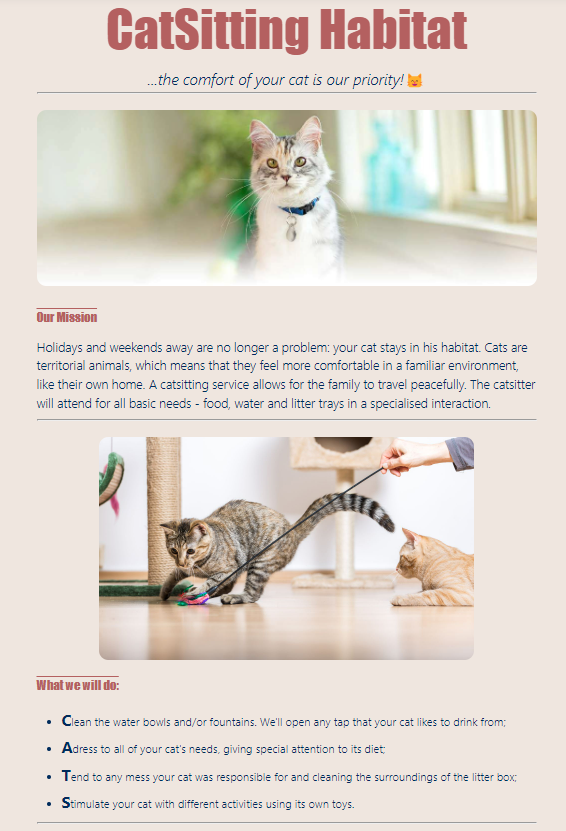 CatSitting Habitat
...the comfort of your cat is our priority! 😺
Our Mission
Holidays and weekends away are no longer a problem: your cat stays in his habitat. Cats are
territorial animals, which means that they feel more comfortable in a familiar environment,
like their own home. A catsitting service allows for the family to travel peacefully. The catsitter
will attend for all basic needs - food, water and litter trays in a specialised interaction.
What we will do:
• Clean the water bowls and/or fountains. We'll open any tap that your cat likes to drink from;
• Adress to all of your cat's needs, giving special attention to its diet;
• Tend to any mess your cat was responsible for and cleaning the surroundings of the litter box;
• Stimulate your cat with different activities using its own toys.